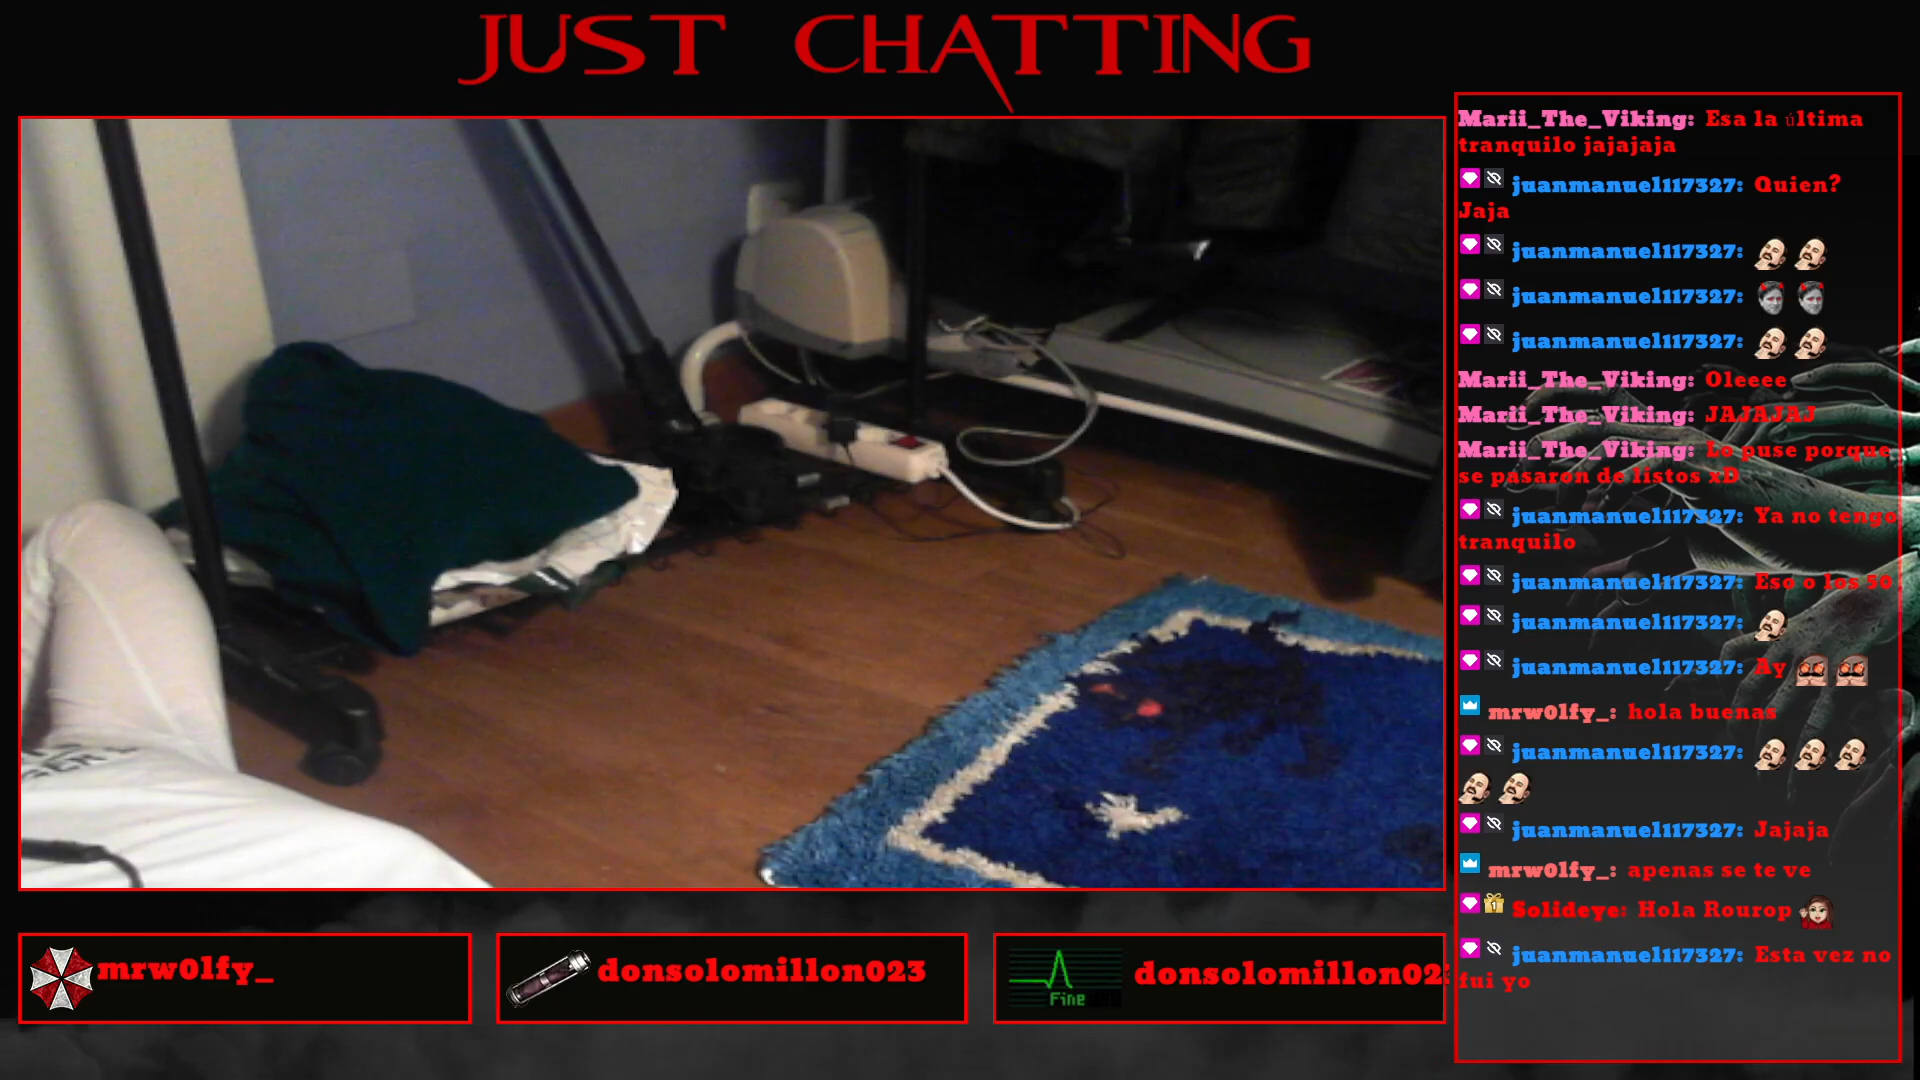 JUST CHATTING
Marii_The_Viking: Esa la última
tranquilo jajajaja
juanmanuel117327: Quien?
Jaja
juanmanuel117327:
juanmanuel117327:
juanmanuel117327:
Marii_The_Viking: Oleeee
Marii_The_Viking: JAJAJAJ
Marii_The_Viking: Lo puse porque
se pasaron de listos xD
juanmanuel117327: Ya no tengo
tranquilo
juanmanuel117327: Eso o los 50
juanmanuel117327:
juanmanuel117327: Ay
mrw0lfy_: hola buenas
juanmanuel117327:
juanmanuel117327: Jajaja
mrw0lfy_: apenas se te ve
1
Solideye: Hola Rourop
juanmanuel117327: Esta vez no
fui yo
mrw0lfy_
donsolomillon023
Fine
donsolomillon02